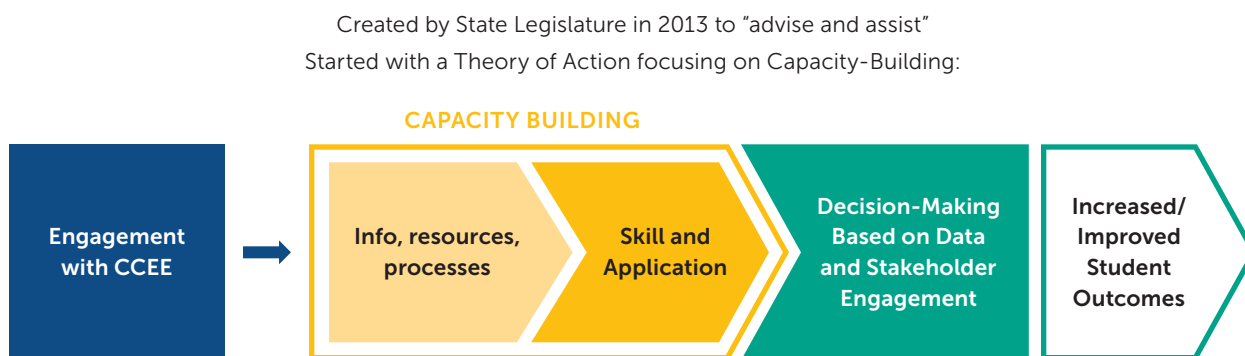 Created by State Legislature in 2013 to “advise and assist”
Started with a Theory of Action focusing on Capacity-Building:
CAPACITY BUILDING
Engagement
with CCEE
Info, resources,
processes
Skill and
Application
Decision-Making
Based on Data
and Stakeholder
Engagement
Increased/
Improved
Student
Outcomes